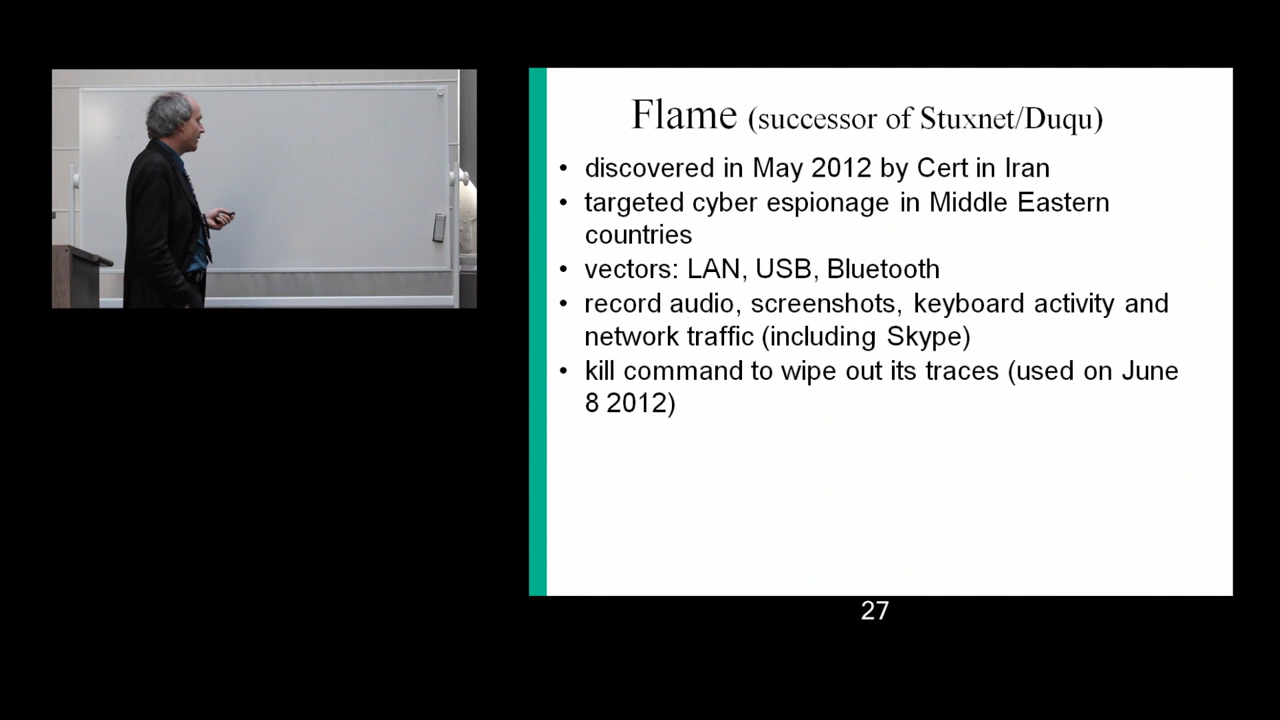 Flame (successor of Stuxnet/Duqu)
• discovered in May 2012 by Cert in Iran
• targeted cyber espionage in Middle Eastern
countries
• vectors: LAN, USB, Bluetooth
• record audio, screenshots, keyboard activity and
network traffic (including Skype)
• kill command to wipe out its traces (used on June
8 2012)
27